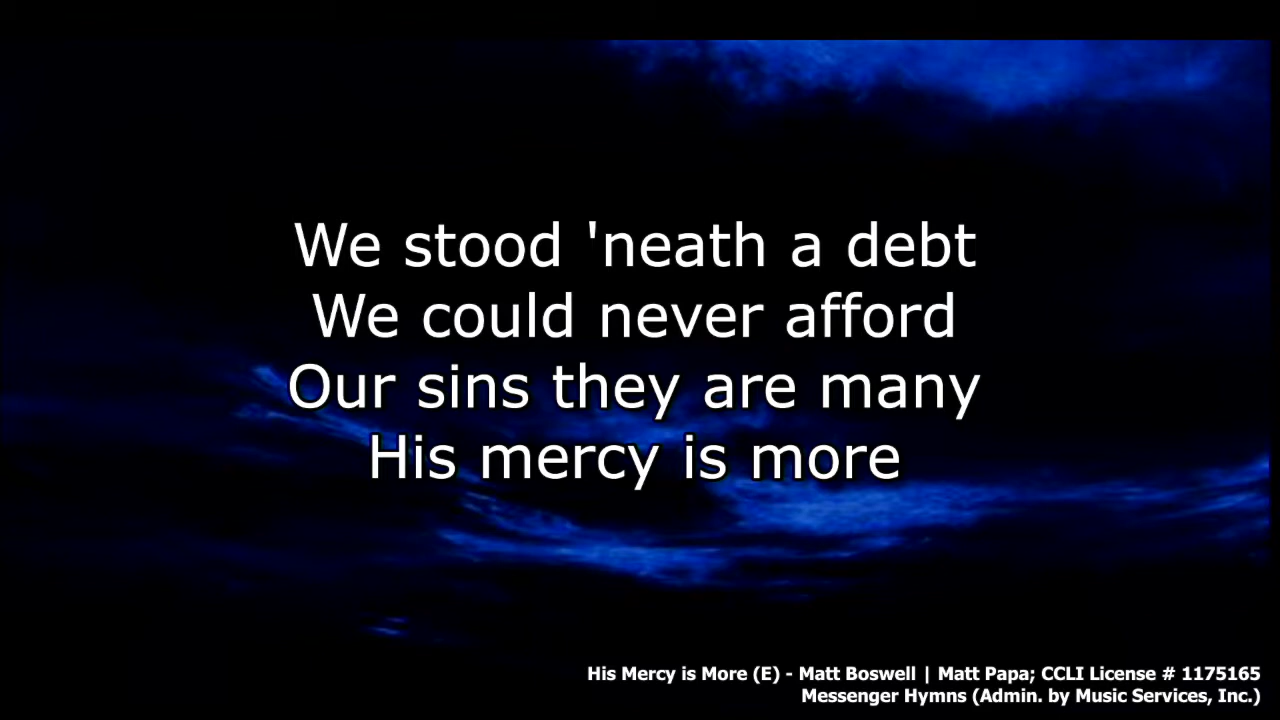 We stood 'neath a debt
We could never afford
Our sins they are many
His mercy is more
His Mercy is More (E) - Matt Boswell | Matt Papa; CCLI License # 1175165
Messenger Hymns (Admin. by Music Services, Inc.)